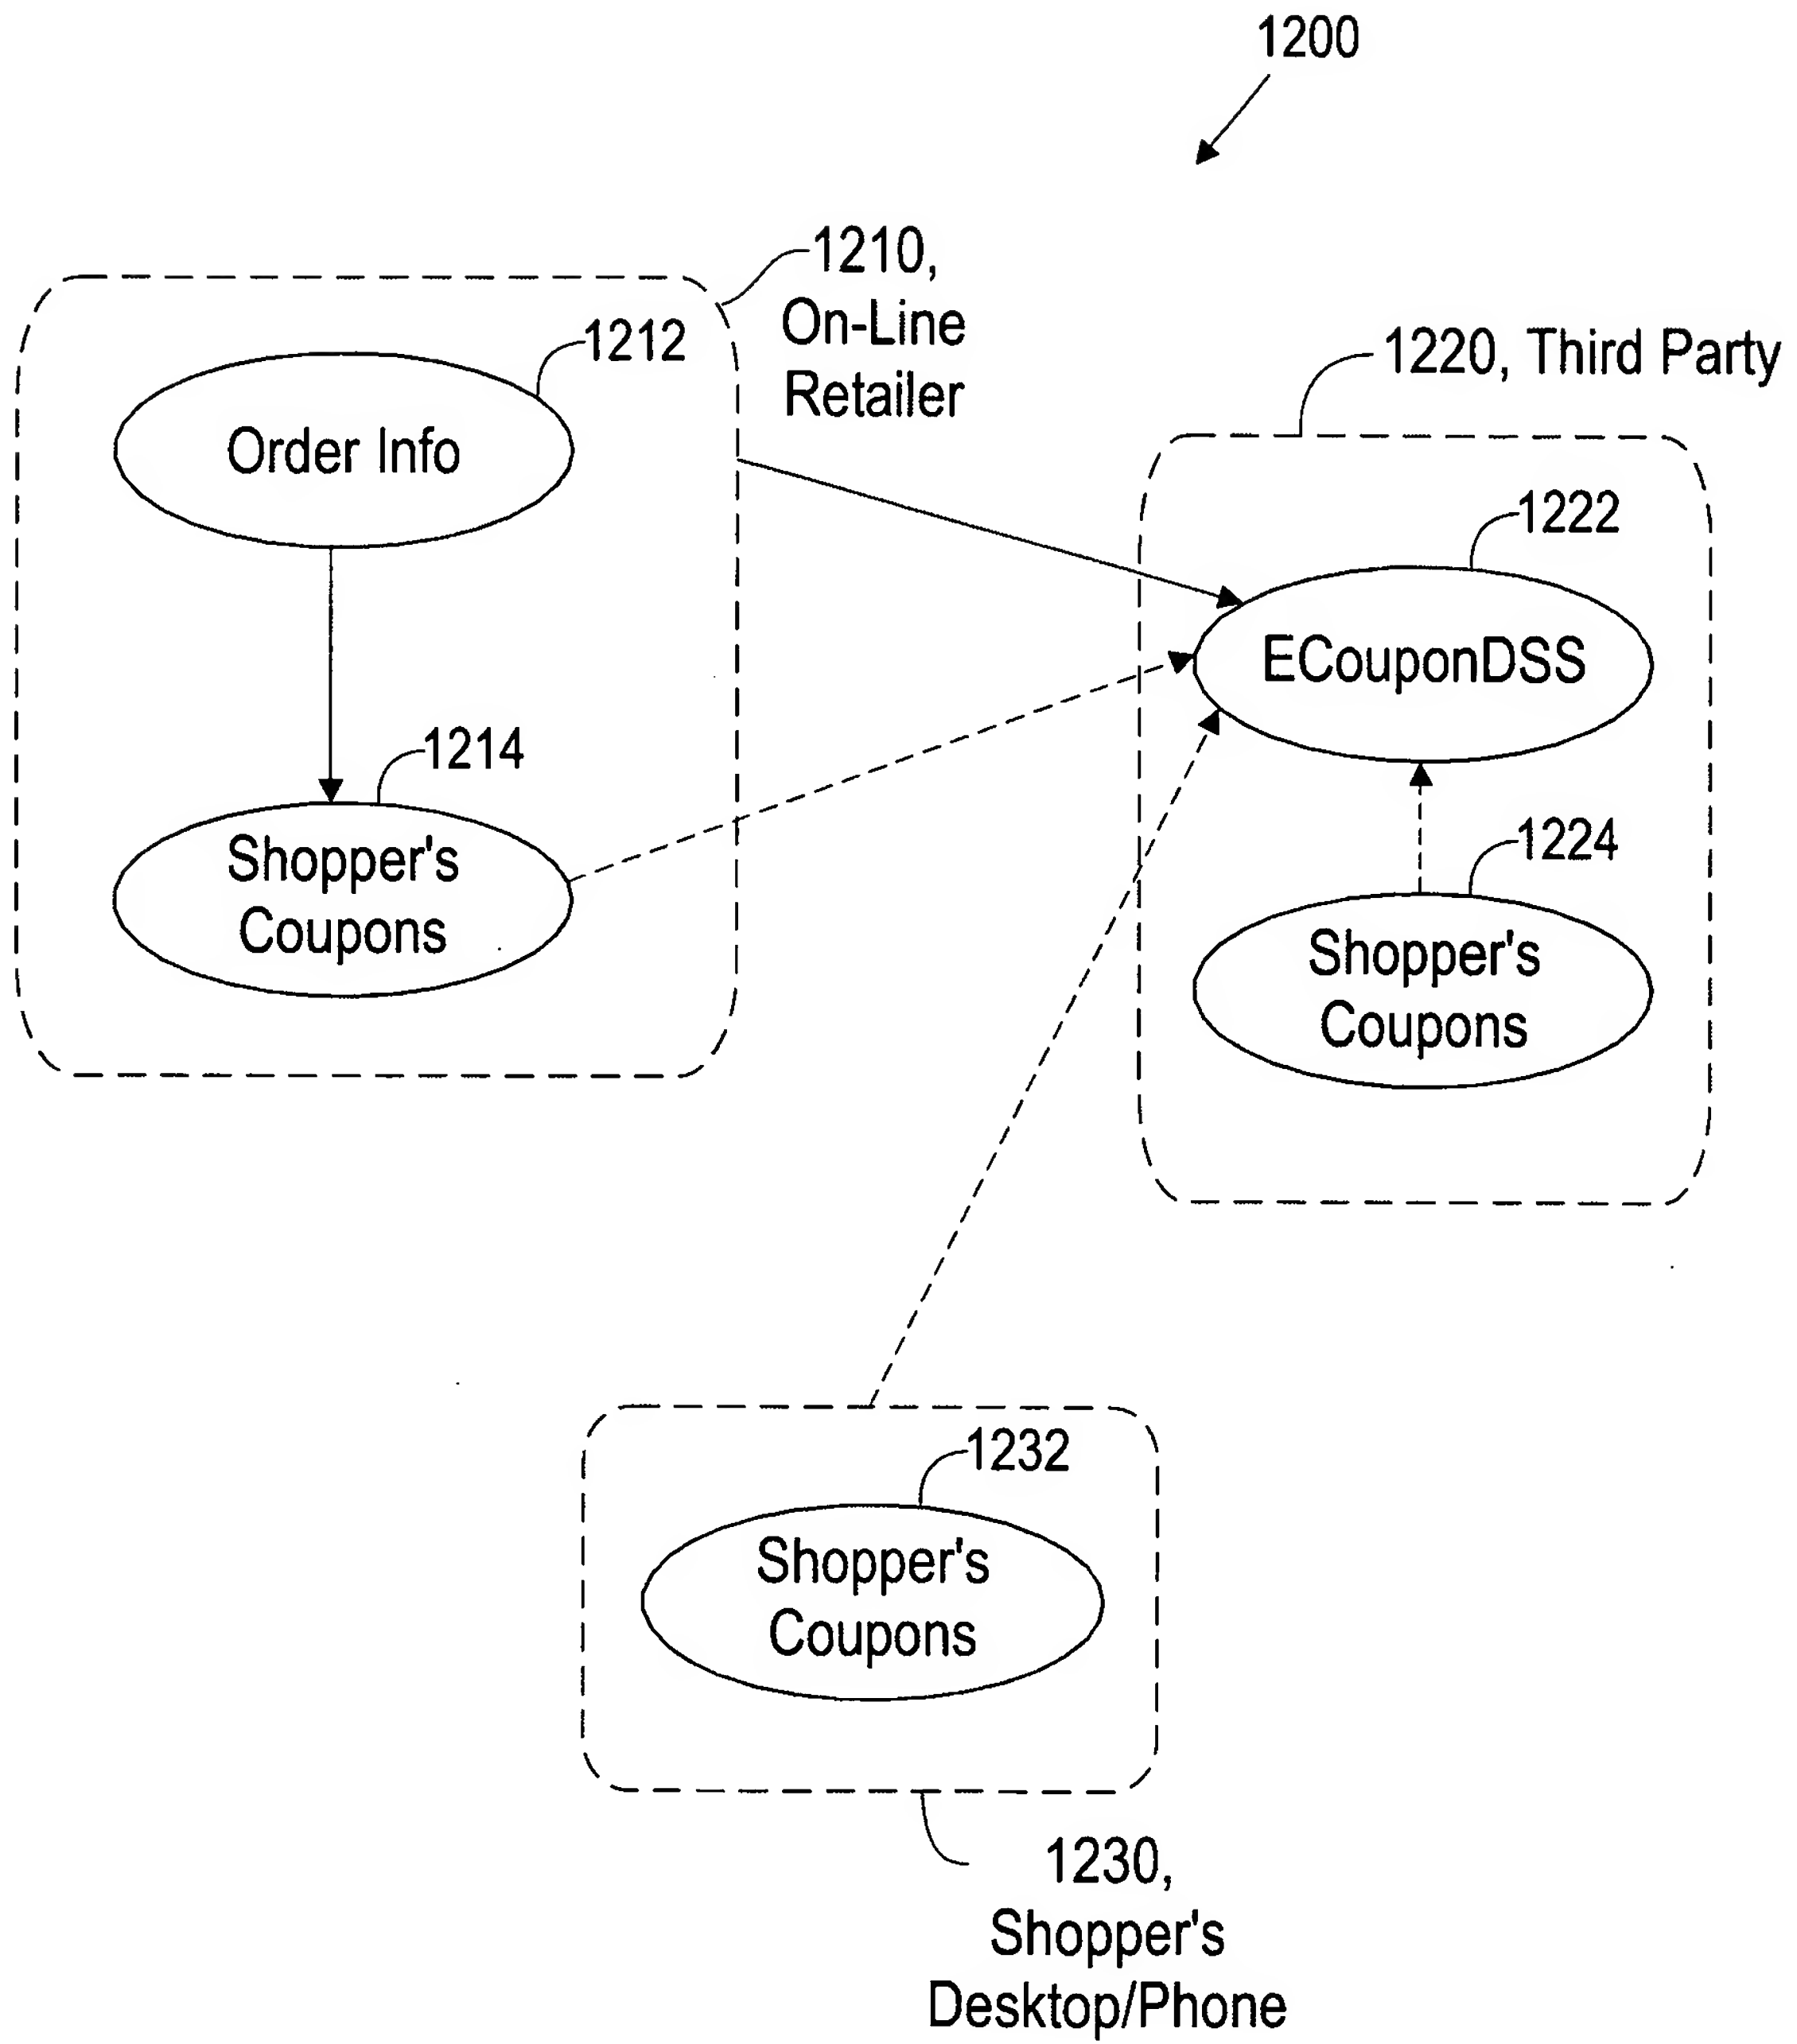 1200
1210,
On-Line
Retailer
1212
Order Info
1214
Shopper's
Coupons
1220, Third Party
1222
ECouponDSS
1224
Shopper's
Coupons
1232
Shopper's
Coupons
1230,
Shopper's
Desktop/Phone